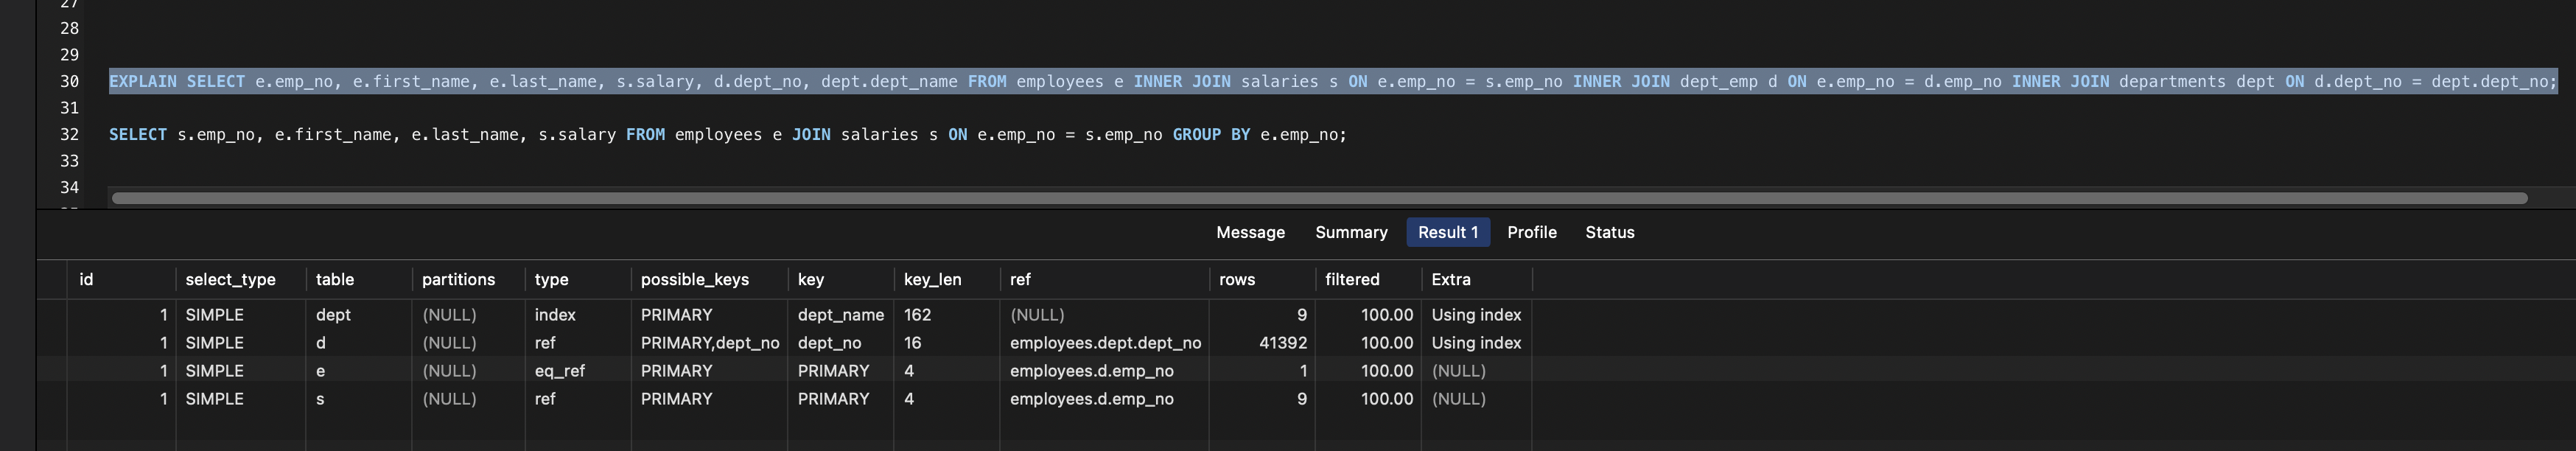 27
28
29
30 EXPLAIN SELECT e.emp_no, e.first_name, e.last_name, s.salary, d.dept_no, dept.dept_name FROM employees e INNER JOIN salaries s ON e.emp_no = s.emp_no INNER JOIN dept_emp d ON e.emp_no = d.emp_no INNER JOIN departments dept ON d.dept_no = dept.dept_no;
31
32 SELECT s.emp_no, e.first_name, e.last_name, s.salary FROM employees e JOIN salaries s ON e.emp_no = s.emp_no GROUP BY e.emp_no;
33
34
Message Summary Result 1 Profile Status
id select_type table partitions type possible_keys key key_len ref rows filtered Extra
1 SIMPLE dept (NULL) index PRIMARY dept_name 162 (NULL) 9 100.00 Using index
1 SIMPLE d (NULL) ref PRIMARY,dept_no dept_no 16 employees.dept.dept_no 41392 100.00 Using index
1 SIMPLE e (NULL) eq_ref PRIMARY PRIMARY 4 employees.d.emp_no 1 100.00 (NULL)
1 SIMPLE s (NULL) ref PRIMARY PRIMARY 4 employees.d.emp_no 9 100.00 (NULL)